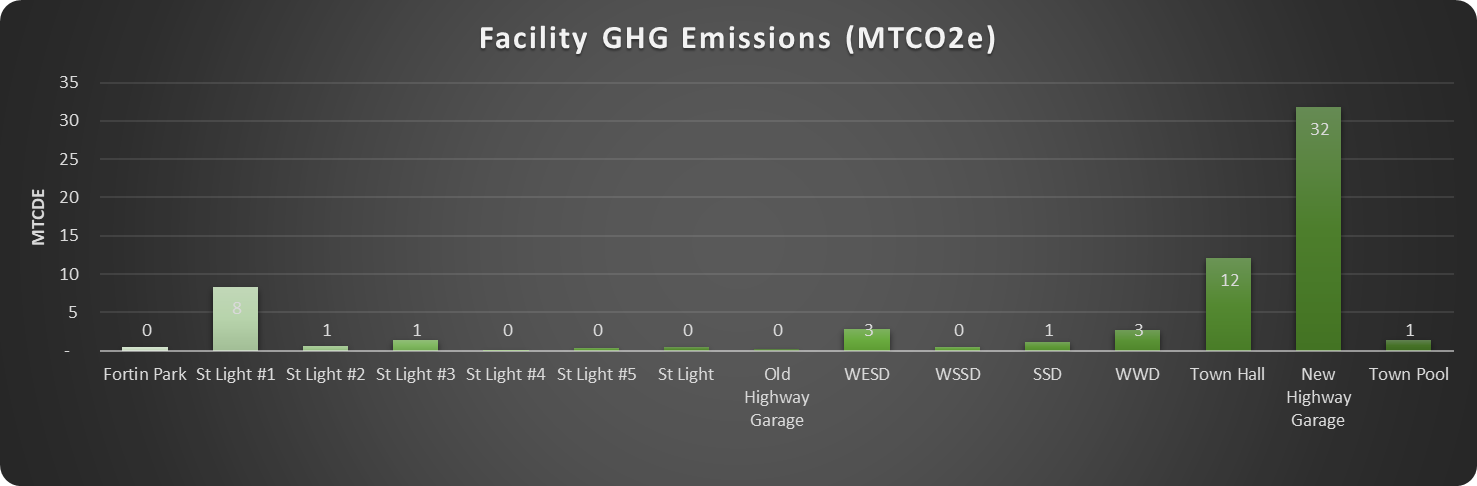 Facility GHG Emissions (MTCO2e)
MTCDE
35
30
25
20
15
10
5
-
0
8
1
1
0
0
0
0
3
0
1
3
12
32
1
Fortin Park
St Light #1
St Light #2
St Light #3
St Light #4
St Light #5
St Light
Old
Highway
Garage
WESD
WSSD
SSD
WWD
Town Hall
New
Highway
Garage
Town Pool